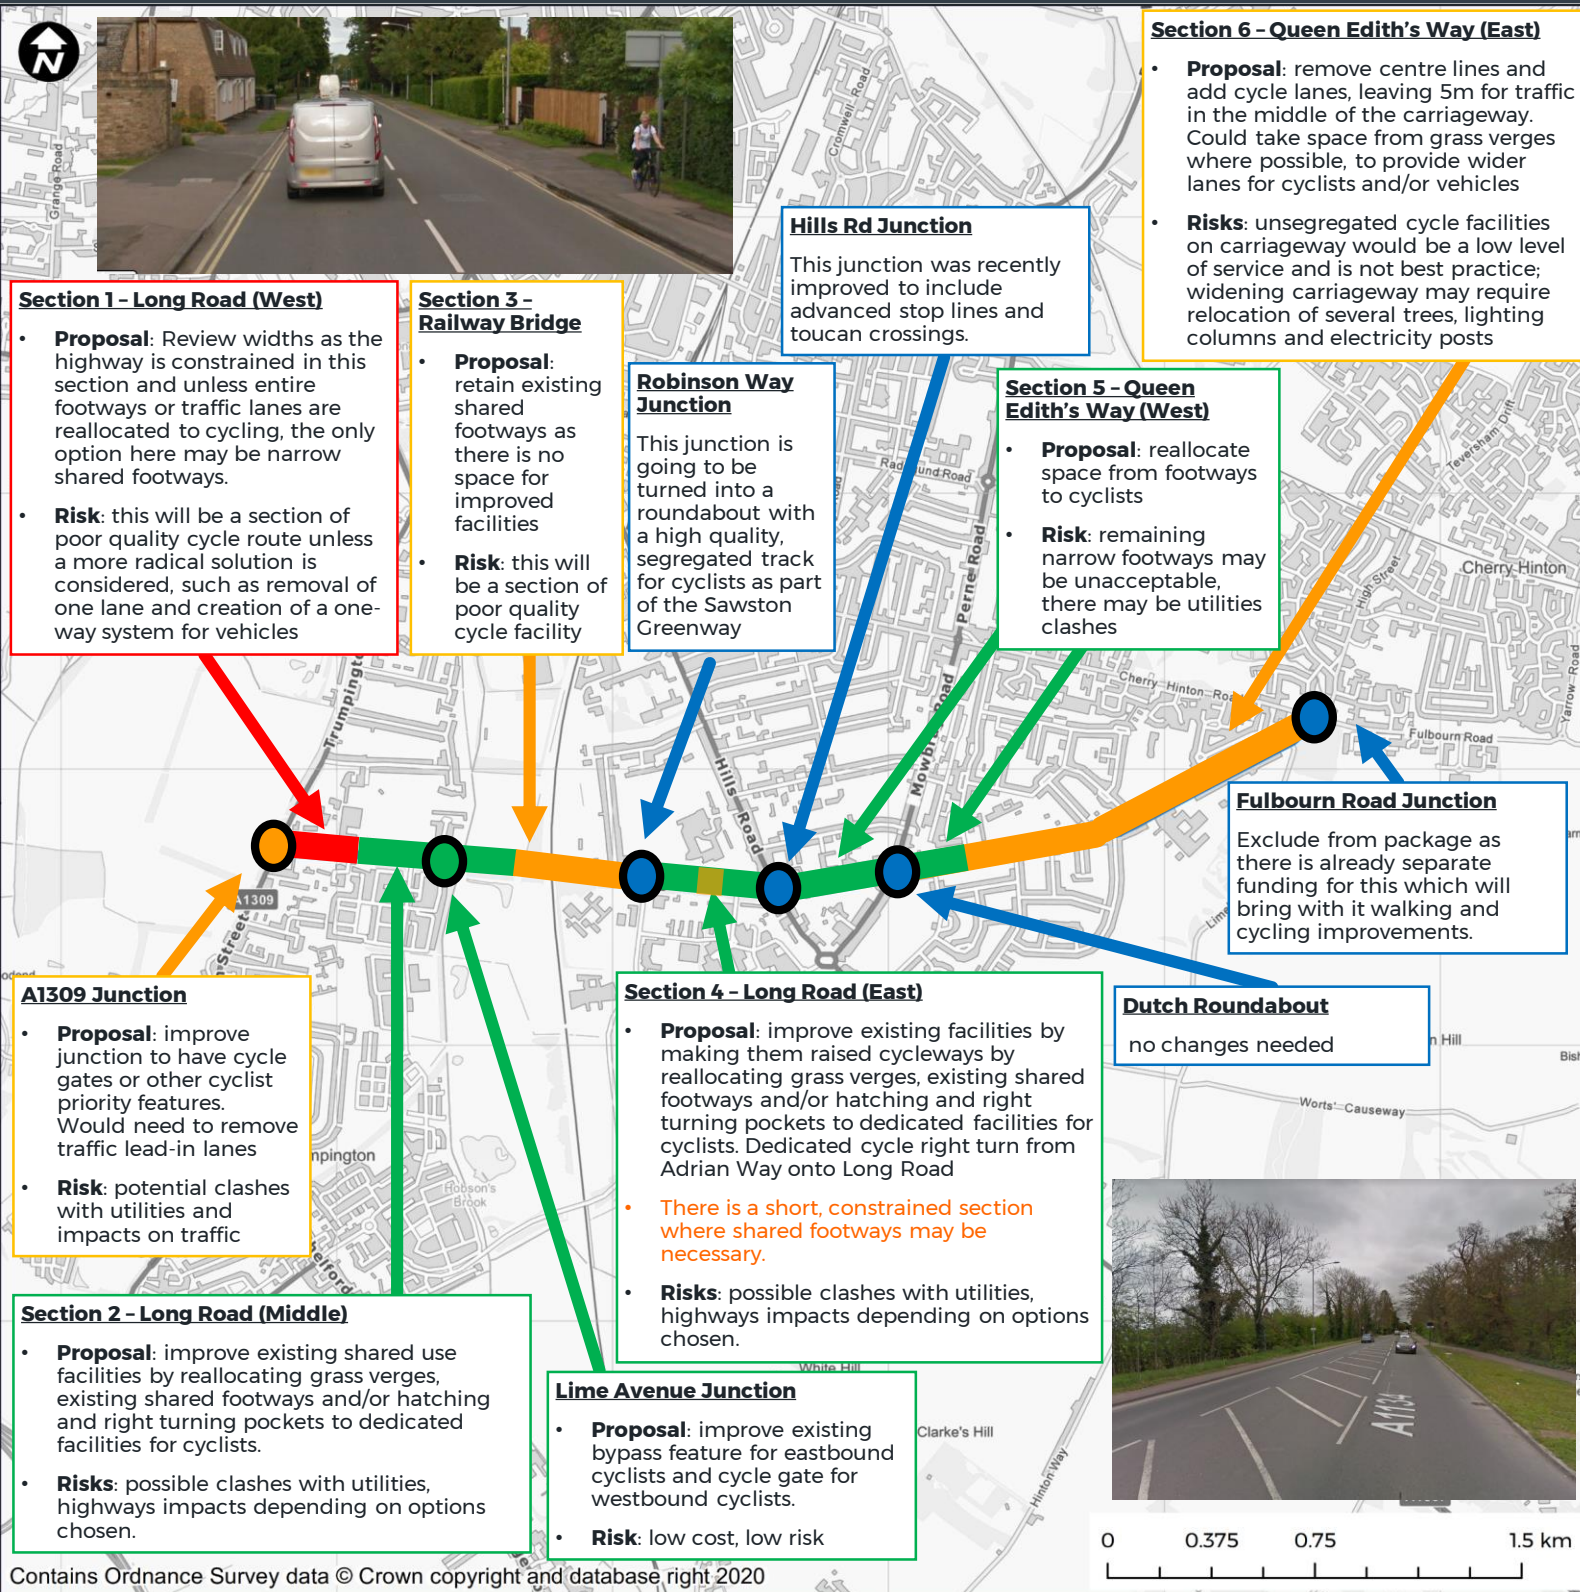 N
Section 1 – Long Road (West)
• Proposal: Review widths as the
highway is constrained in this
section and unless entire
footways or traffic lanes are
reallocated to cycling, the only
option here may be narrow
shared footways.
• Risk: this will be a section of
poor quality cycle route unless
a more radical solution is
considered, such as removal of
one lane and creation of a one-
way system for vehicles
Section 3 –
Railway Bridge
• Proposal:
retain existing
shared
footways as
there is no
space for
improved
facilities
• Risk: this will
be a section of
poor quality
cycle facility
Robinson Way
Junction
This junction is
going to be
turned into a
roundabout with
a high quality,
segregated track
for cyclists as part
of the Sawston
Greenway
Hills Rd Junction
This junction was recently
improved to include
advanced stop lines and
toucan crossings.
Section 5 – Queen
Edith's Way (West)
• Proposal: reallocate
space from footways
to cyclists
• Risk: remaining
narrow footways may
be unacceptable,
there may be utilities
clashes
Section 6 – Queen Edith's Way (East)
• Proposal: remove centre lines and
add cycle lanes, leaving 5m for traffic
in the middle of the carriageway.
Could take space from grass verges
where possible, to provide wider
lanes for cyclists and/or vehicles
• Risks: unsegregated cycle facilities
on carriageway would be a low level
of service and is not best practice;
widening carriageway may require
relocation of several trees, lighting
columns and electricity posts
Grange Road
Cromwell Road
Perne Road
Teversham Drift
High Street
Cherry Hinton
Yarrow Road
Cherry Hinton Road
Fulbourn Road
Hills Road
A1309
Street
Fulbourn Road Junction
Exclude from package as
there is already separate
funding for this which will
bring with it walking and
cycling improvements.
Dutch Roundabout
no changes needed
A1309 Junction
• Proposal: improve
junction to have cycle
gates or other cyclist
priority features.
Would need to remove
traffic lead-in lanes
• Risk: potential clashes
with utilities and
impacts on traffic
Section 4 – Long Road (East)
• Proposal: improve existing facilities by
making them raised cycleways by
reallocating grass verges, existing shared
footways and/or hatching and right
turning pockets to dedicated facilities for
cyclists. Dedicated cycle right turn from
Adrian Way onto Long Road
• There is a short, constrained section
where shared footways may be
necessary.
• Risks: possible clashes with utilities,
highways impacts depending on options
chosen.
Section 2 – Long Road (Middle)
• Proposal: improve existing shared use
facilities by reallocating grass verges,
existing shared footways and/or hatching
and right turning pockets to dedicated
facilities for cyclists.
• Risks: possible clashes with utilities,
highways impacts depending on options
chosen.
Lime Avenue Junction
• Proposal: improve existing
bypass feature for eastbound
cyclists and cycle gate for
westbound cyclists.
• Risk: low cost, low risk
Hobson's
Brook
Worts' Causeway
White Hill
Clarke's Hill
Hinton Way
A1134
0 0.375 0.75 1.5 km
Contains Ordnance Survey data © Crown copyright and database right 2020